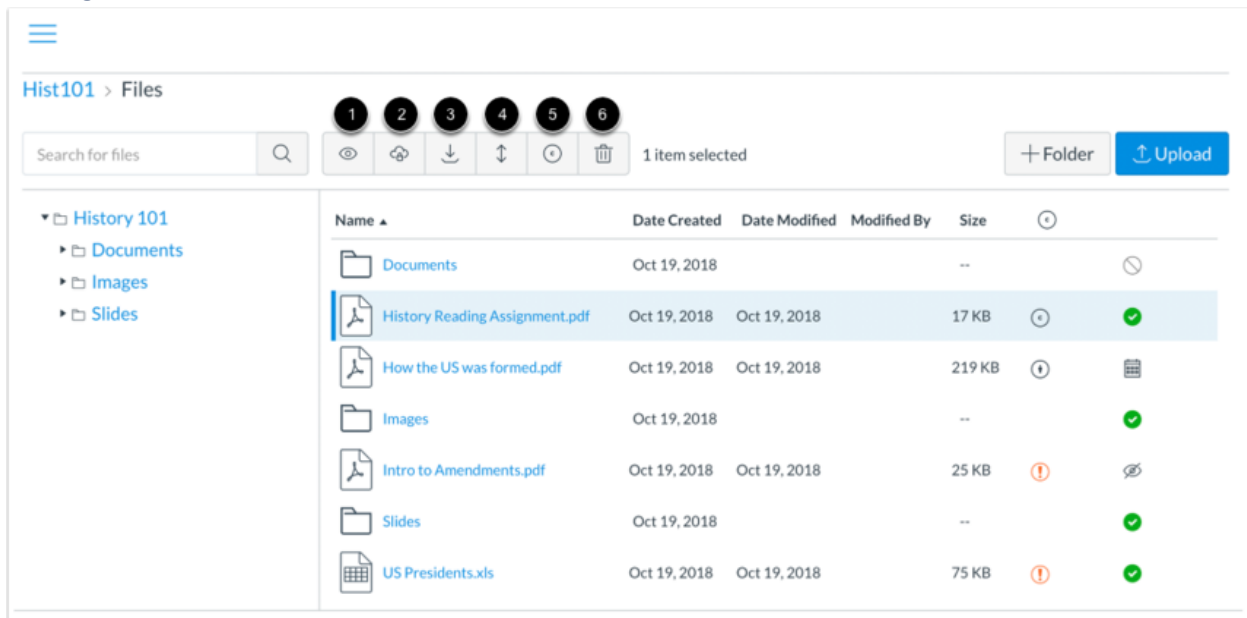 Hist101 > Files
1 2 3 4 5 6
Search for files
1 item selected
+ Folder
Upload
History 101
Documents
Images
Slides
Name Date Created Date Modified Modified By Size
Documents Oct 19, 2018 --
History Reading Assignment.pdf Oct 19, 2018 Oct 19, 2018 17 KB
How the US was formed.pdf Oct 19, 2018 Oct 19, 2018 219 KB
Images Oct 19, 2018 --
Intro to Amendments.pdf Oct 19, 2018 Oct 19, 2018 25 KB
Slides Oct 19, 2018 --
US Presidents.xls Oct 19, 2018 Oct 19, 2018 75 KB